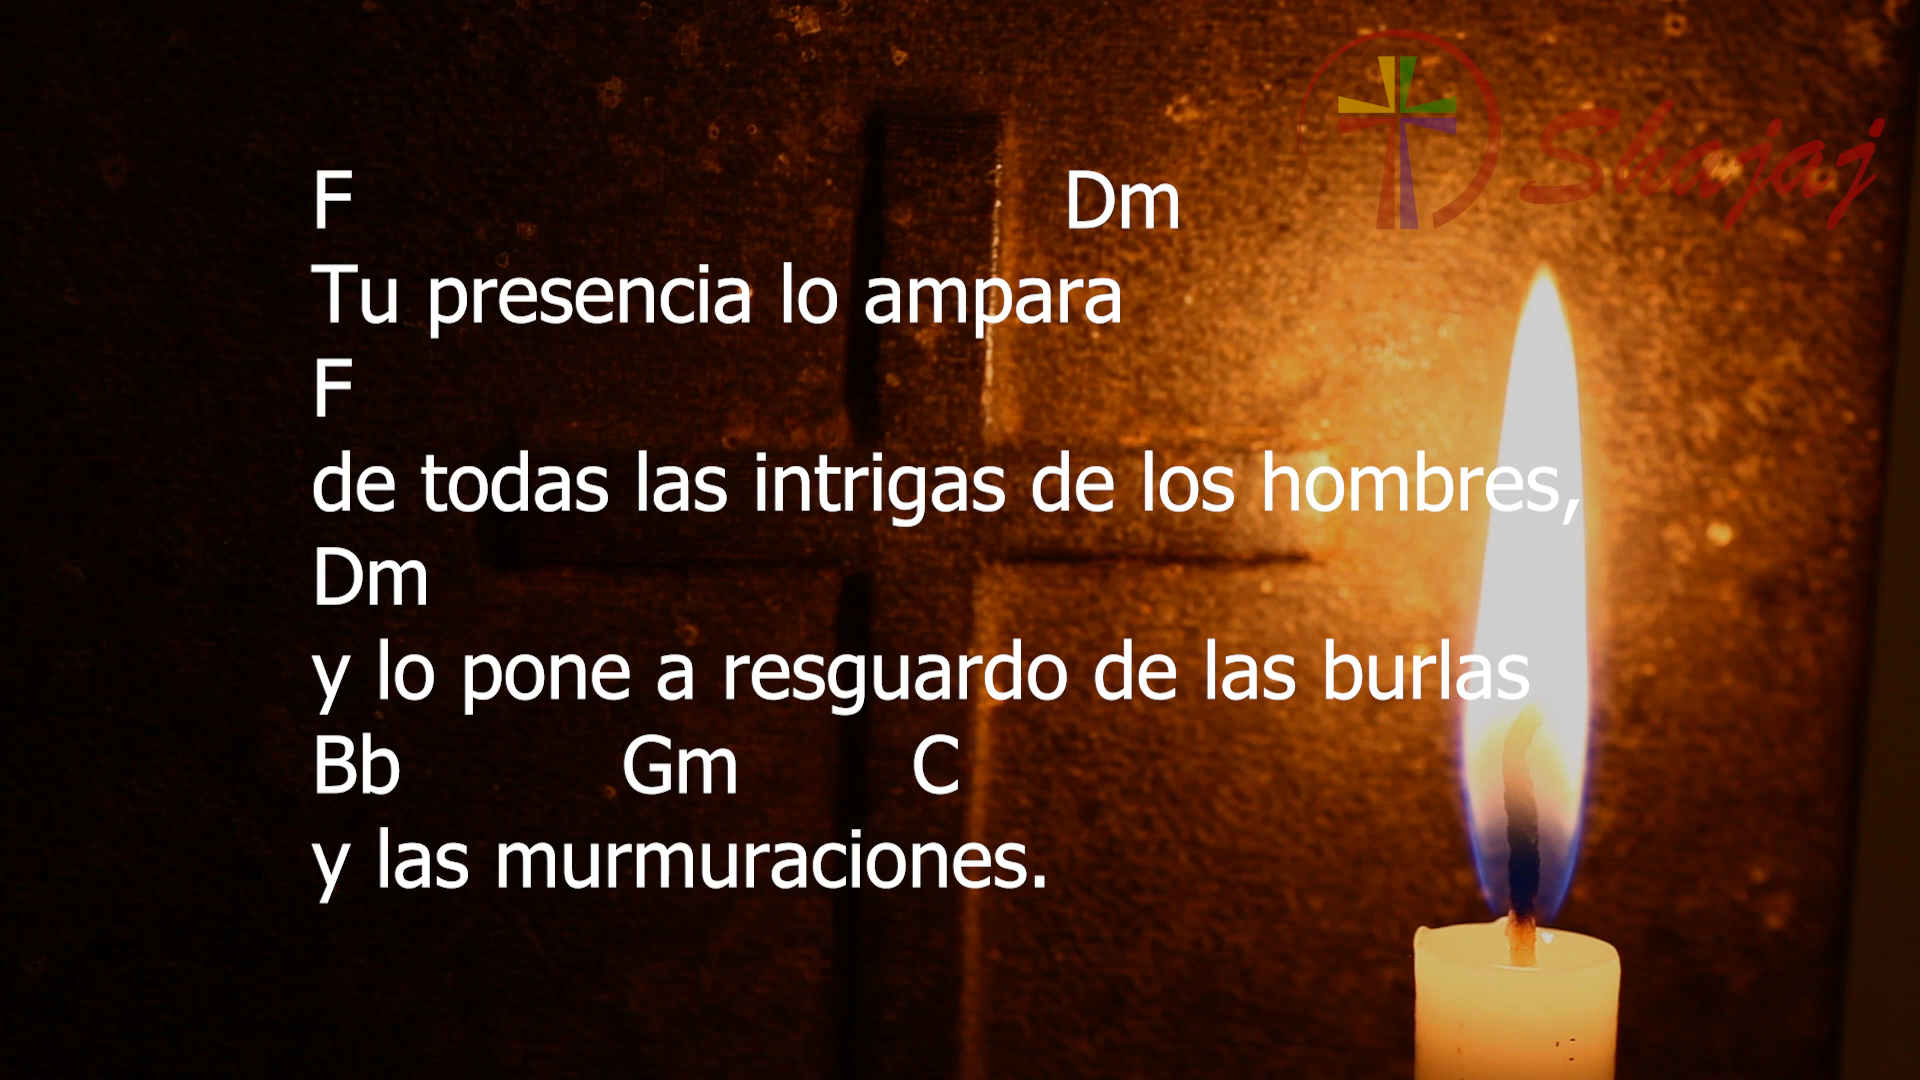 Shajaj
F Dm
Tu presencia lo ampara
F
de todas las intrigas de los hombres,
Dm
y lo pone a resguardo de las burlas
Bb Gm C
y las murmuraciones.